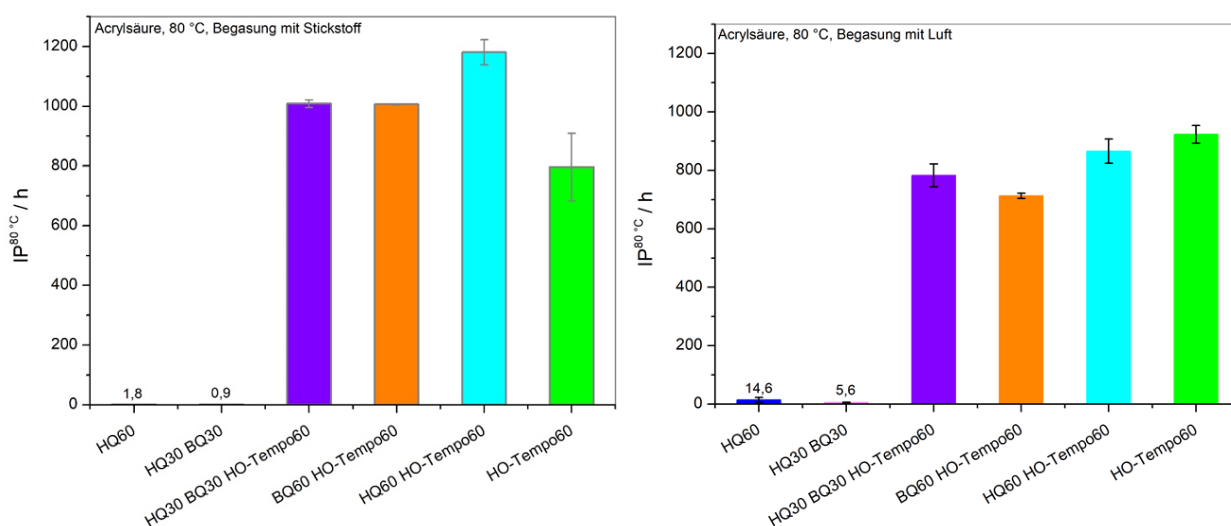 Acrylsäure, 80 °C, Begasung mit Stickstoff
1200
1000
800
600
400
200
0
IP80 °C / h
1,8
0,9
HQ60
HQ30 BQ30
HQ30 BQ30 HO-Tempo60
BQ60 HO-Tempo60
HQ60 HO-Tempo60
HO-Tempo60
Acrylsäure, 80 °C, Begasung mit Luft
1200
1000
800
600
400
200
0
IP80 °C / h
14,6
5,6
HQ60
HQ30 BQ30
HQ30 BQ30 HO-Tempo60
BQ60 HO-Tempo60
HQ60 HO-Tempo60
HO-Tempo60